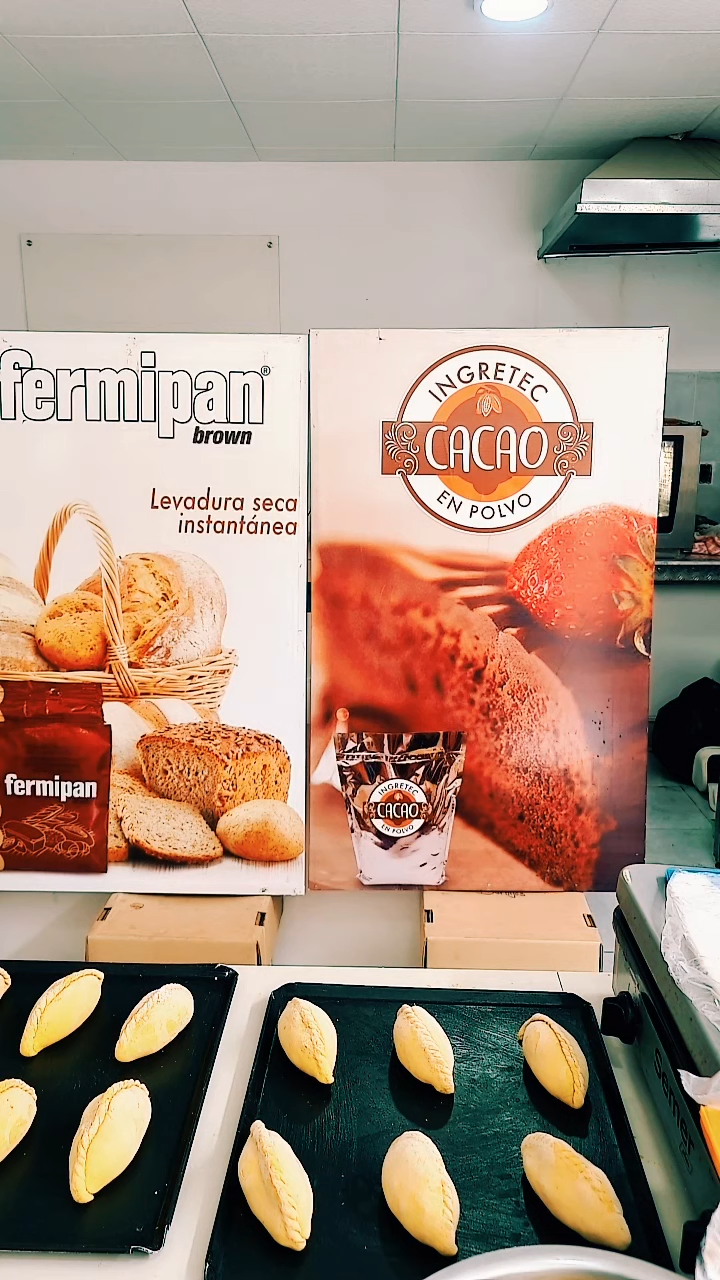 fermipan®
brown
Levadura seca
instantánea
fermipan
INGRETEC
CACAO
EN POLVO
INGRETEC
CACAO
EN POLVO